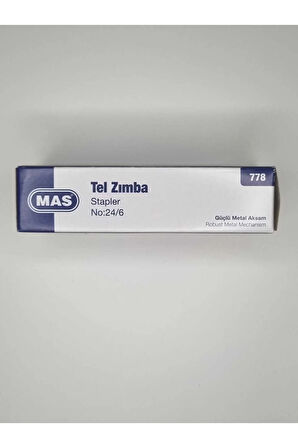 MAS
Tel Zımba
Stapler
No:24/6
778
Güçlü Metal Aksam
Robust Metal Mechanism